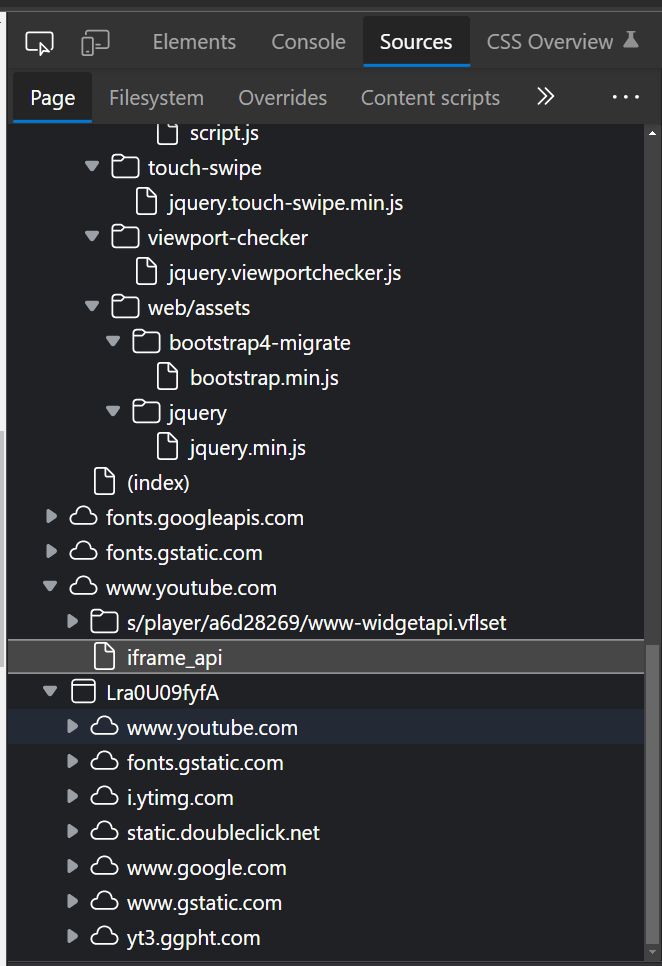 Elements Console Sources CSS Overview
Page Filesystem Overrides Content scripts
script.js
touch-swipe
jquery.touch-swipe.min.js
viewport-checker
jquery.viewportchecker.js
web/assets
bootstrap4-migrate
bootstrap.min.js
jquery
jquery.min.js
(index)
fonts.googleapis.com
fonts.gstatic.com
www.youtube.com
s/player/a6d28269/www-widgetapi.vflset
iframe_api
Lra0U09fyfA
www.youtube.com
fonts.gstatic.com
i.ytimg.com
static.doubleclick.net
www.google.com
www.gstatic.com
yt3.ggpht.com